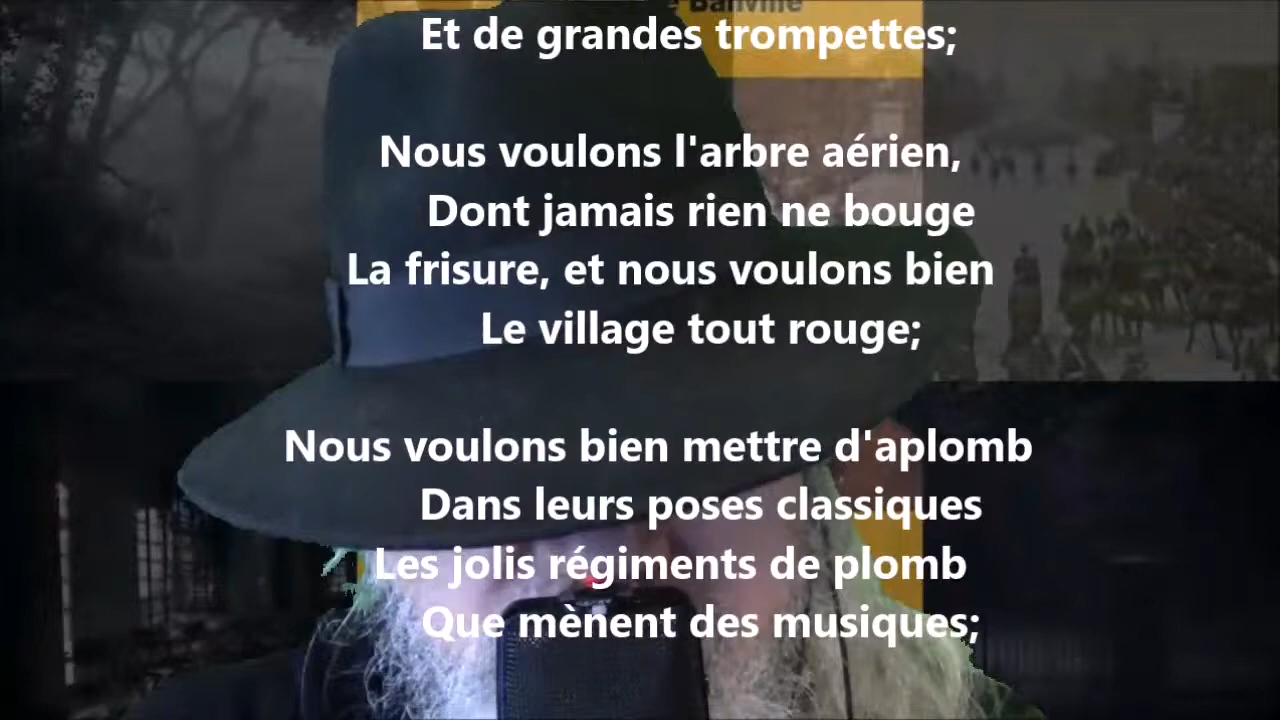 Banville
Et de grandes trompettes;
Nous voulons l'arbre aérien,
Dont jamais rien ne bouge
La frisure, et nous voulons bien
Le village tout rouge;
Nous voulons bien mettre d'aplomb
Dans leurs poses classiques
Les jolis régiments de plomb
Que mènent des musiques;